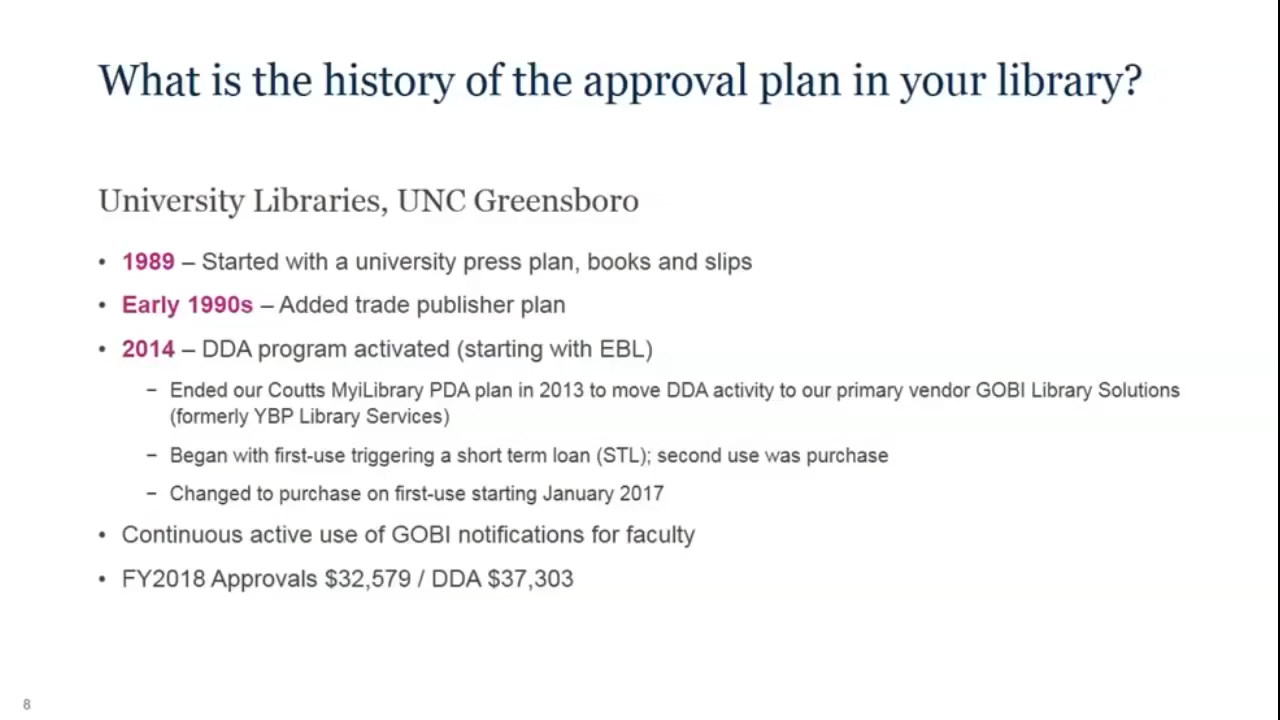 What is the history of the approval plan in your library?
University Libraries, UNC Greensboro
• 1989 – Started with a university press plan, books and slips
• Early 1990s – Added trade publisher plan
• 2014 – DDA program activated (starting with EBL)
– Ended our Coutts MyiLibrary PDA plan in 2013 to move DDA activity to our primary vendor GOBI Library Solutions
(formerly YBP Library Services)
– Began with first-use triggering a short term loan (STL); second use was purchase
– Changed to purchase on first-use starting January 2017
• Continuous active use of GOBI notifications for faculty
• FY2018 Approvals $32,579 / DDA $37,303
8